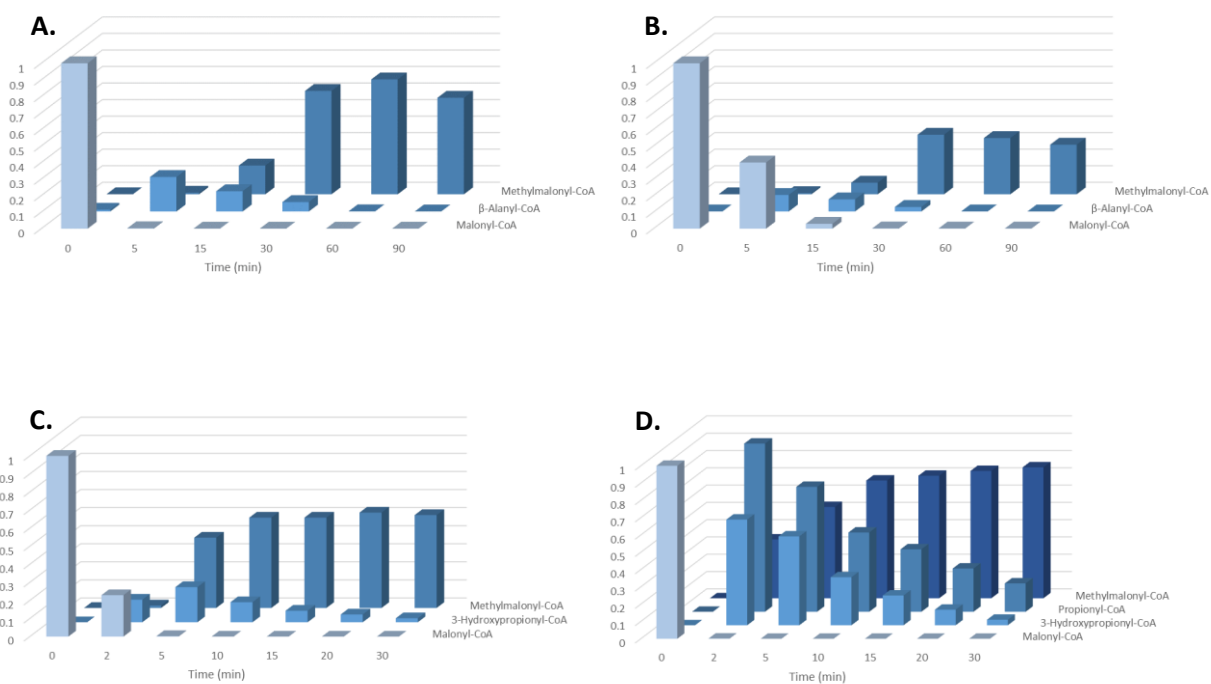 A.
1
0.9
0.8
0.7
0.6
0.5
0.4
0.3
0.2
0.1
0
Methylmalonyl-CoA
β-Alanyl-CoA
Malonyl-CoA
0 5 15 30 60 90
Time (min)
B.
1
0.9
0.8
0.7
0.6
0.5
0.4
0.3
0.2
0.1
0
Methylmalonyl-CoA
β-Alanyl-CoA
Malonyl-CoA
0 5 15 30 60 90
Time (min)
C.
1
0.9
0.8
0.7
0.6
0.5
0.4
0.3
0.2
0.1
0
Methylmalonyl-CoA
3-Hydroxypropionyl-CoA
Malonyl-CoA
0 2 5 10 15 20 30
Time (min)
D.
1
0.9
0.8
0.7
0.6
0.5
0.4
0.3
0.2
0.1
0
Methylmalonyl-CoA
Propionyl-CoA
3-Hydroxypropionyl-CoA
Malonyl-CoA
0 2 5 10 15 20 30
Time (min)